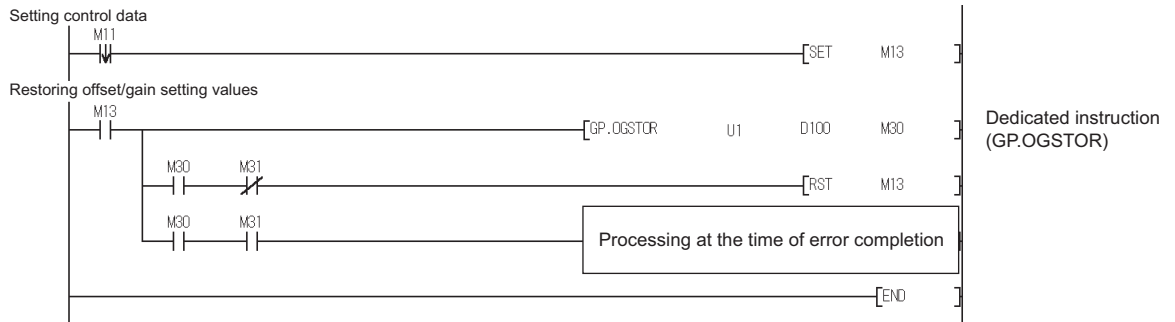 Setting control data
M11
SET M13
Restoring offset/gain setting values
M13
GP.OGSTOR U1 D100 M30
Dedicated instruction
(GP.OGSTOR)
M30 M31
RST M13
M30 M31
Processing at the time of error completion
END